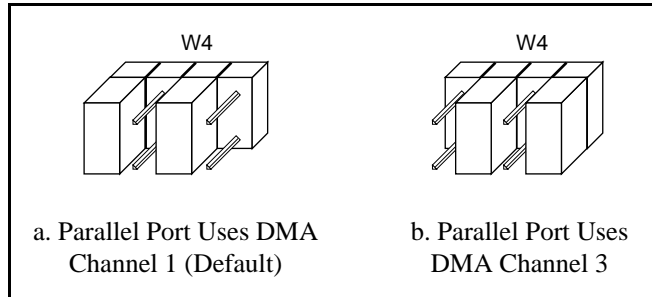 W4
W4
a. Parallel Port Uses DMA
Channel 1 (Default)
b. Parallel Port Uses
DMA Channel 3